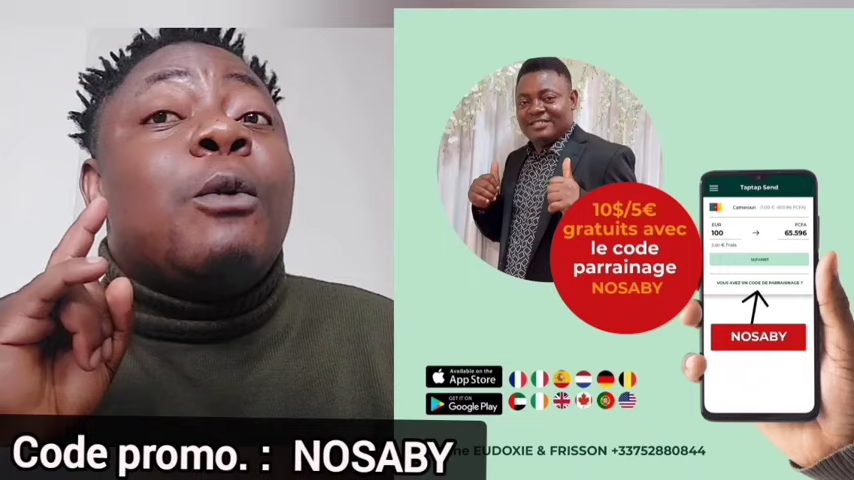 10$/5€
gratuits avec
le code
parrainage
NOSABY
Taptap Send
Cameroun
EUR
FCFA
100
→
65.596
SUIVANT
VOUS AVEZ UN CODE DE PARRAINAGE ?
NOSABY
Available on the
App Store
GET IT ON
Google Play
EUDOXIE & FRISSON +33752880844
Code promo. : NOSABY